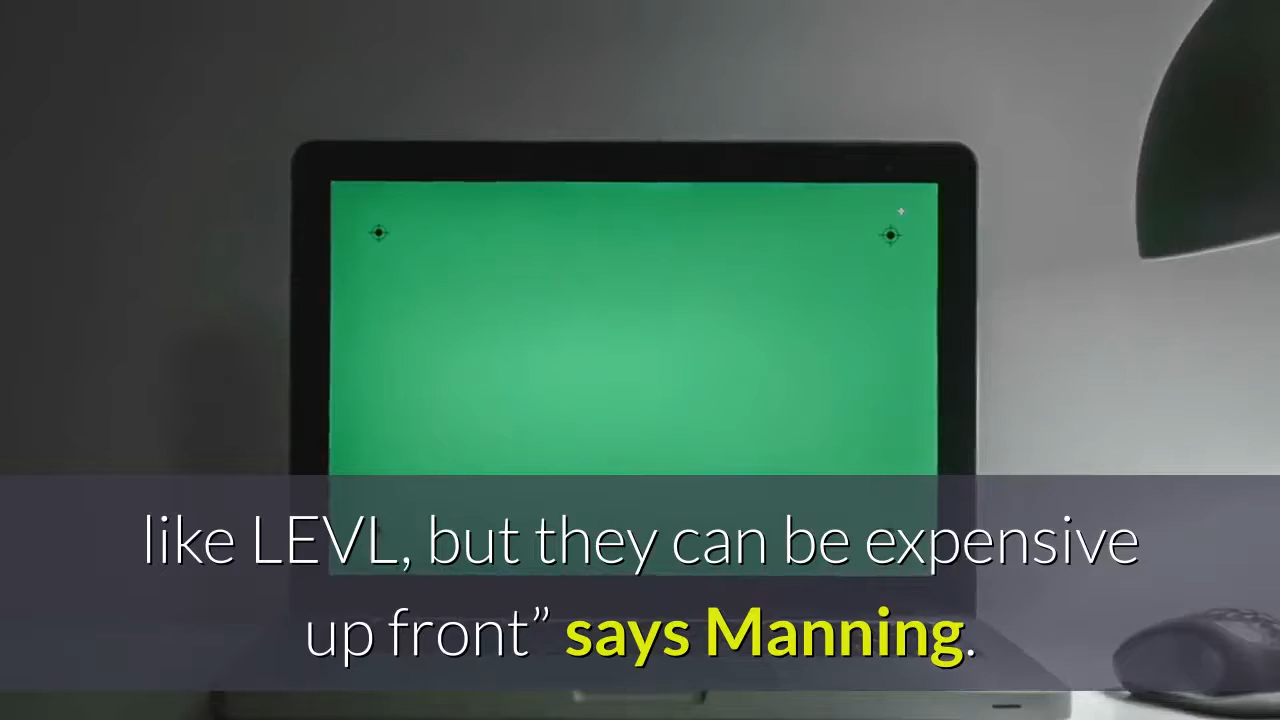 like LEVL, but they can be expensive
up front” says Manning.